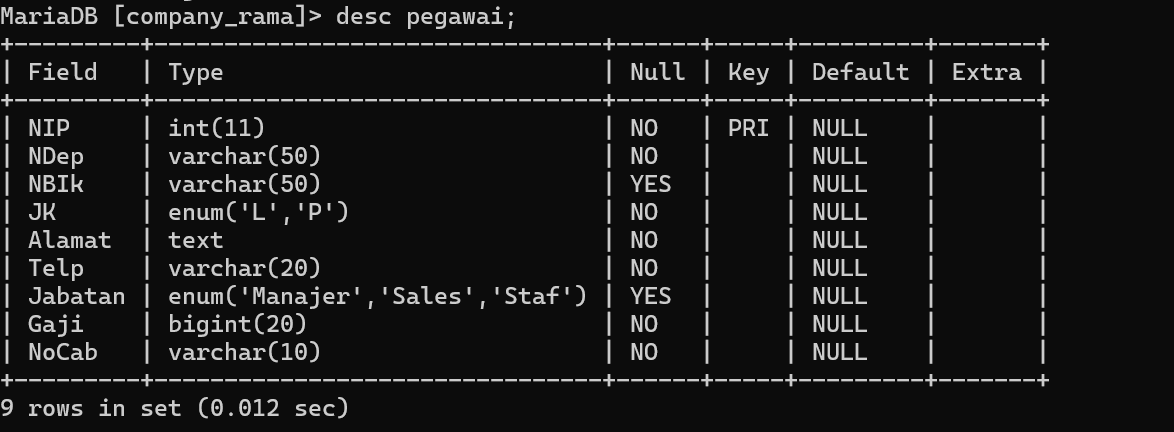 MariaDB [company_rama]> desc pegawai;
+---------+--------------------------------+------+-----+---------+-------+
| Field   | Type                           | Null | Key | Default | Extra |
+---------+--------------------------------+------+-----+---------+-------+
| NIP     | int(11)                        | NO   | PRI | NULL    |       |
| NDep    | varchar(50)                    | NO   |     | NULL    |       |
| NBIk    | varchar(50)                    | YES  |     | NULL    |       |
| JK      | enum('L','P')                  | NO   |     | NULL    |       |
| Alamat  | text                           | NO   |     | NULL    |       |
| Telp    | varchar(20)                    | NO   |     | NULL    |       |
| Jabatan | enum('Manajer','Sales','Staf') | YES  |     | NULL    |       |
| Gaji    | bigint(20)                     | NO   |     | NULL    |       |
| NoCab   | varchar(10)                    | NO   |     | NULL    |       |
+---------+--------------------------------+------+-----+---------+-------+
9 rows in set (0.012 sec)